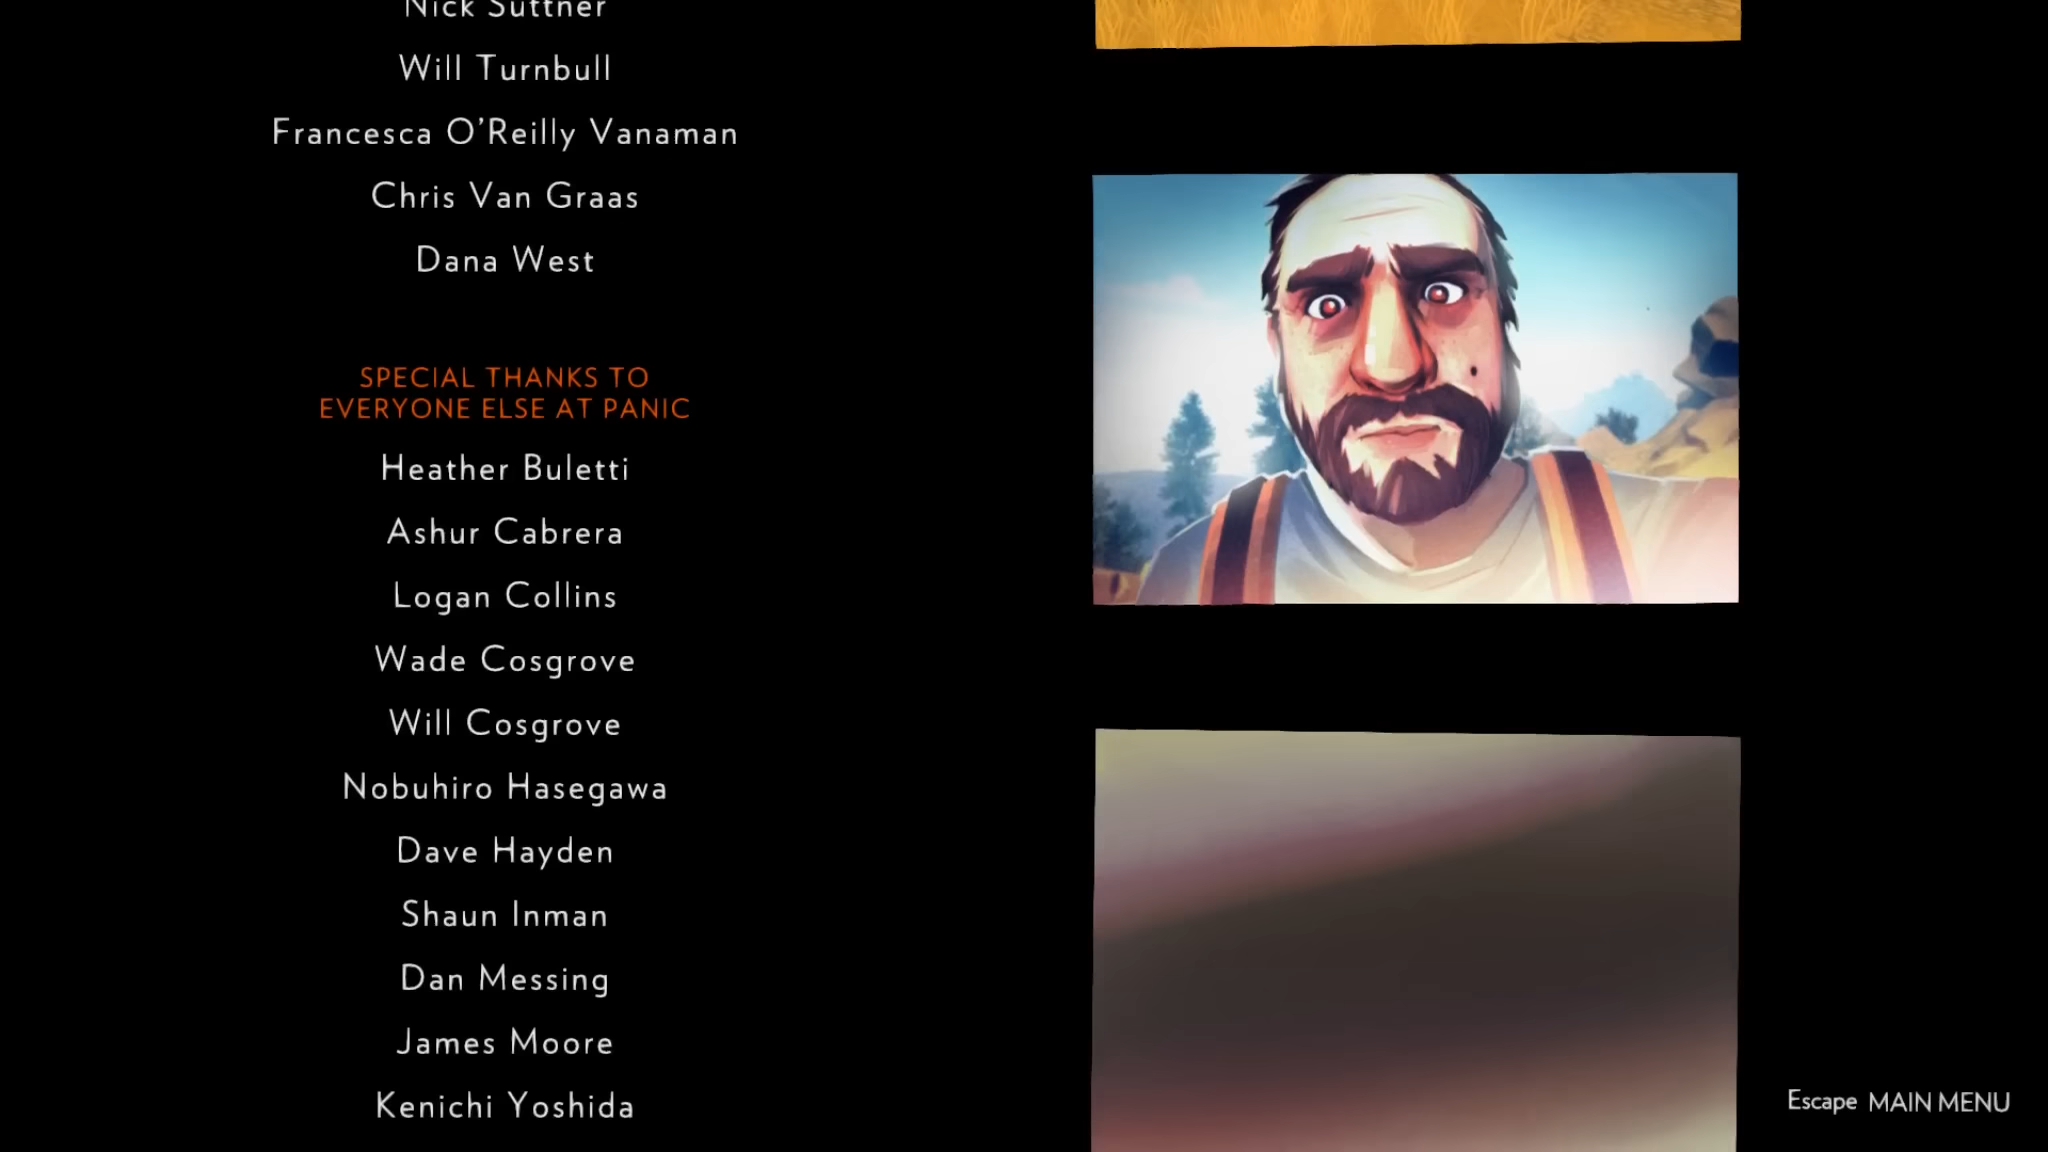 Nick Suttner
Will Turnbull
Francesca O’Reilly Vanaman
Chris Van Graas
Dana West
SPECIAL THANKS TO
EVERYONE ELSE AT PANIC
Heather Buletti
Ashur Cabrera
Logan Collins
Wade Cosgrove
Will Cosgrove
Nobuhiro Hasegawa
Dave Hayden
Shaun Inman
Dan Messing
James Moore
Kenichi Yoshida
Escape MAIN MENU